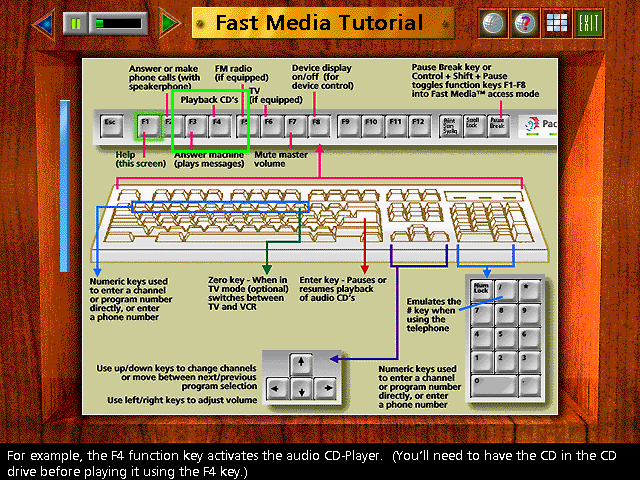 Fast Media Tutorial
EXIT
Answer or make
phone calls (with
speakerphone)
FM radio
(if equipped)
TV
(if equipped)
Playback CD's
Device display
on/off (for
device control)
Pause Break key or
Control + Shift + Pause
toggles function keys F1-F8
into Fast Media™ access mode
Esc F1 F2 F3 F4 F5 F6 F7 F8 F9 F10 F11 F12
Print
Scrn
SysRq
Scroll
Lock
Pause
Break
Pac
Help
(this screen)
Answer machine
(plays messages)
Mute master
volume
Numeric keys used
to enter a channel
or program number
directly, or enter
a phone number
Zero key - When in
TV mode (optional)
switches between
TV and VCR
Enter key - Pauses or
resumes playback
of audio CD's
Emulates the
# key when
using the
telephone
Num
Lock / *
7 8 9
4 5 6
1 2 3
0 .
Use up/down keys to change channels
or move between next/previous
program selection
Use left/right keys to adjust volume
Numeric keys used
to enter a channel
or program number
directly, or enter
a phone number
For example, the F4 function key activates the audio CD-Player.  (You'll need to have the CD in the CD
drive before playing it using the F4 key.)